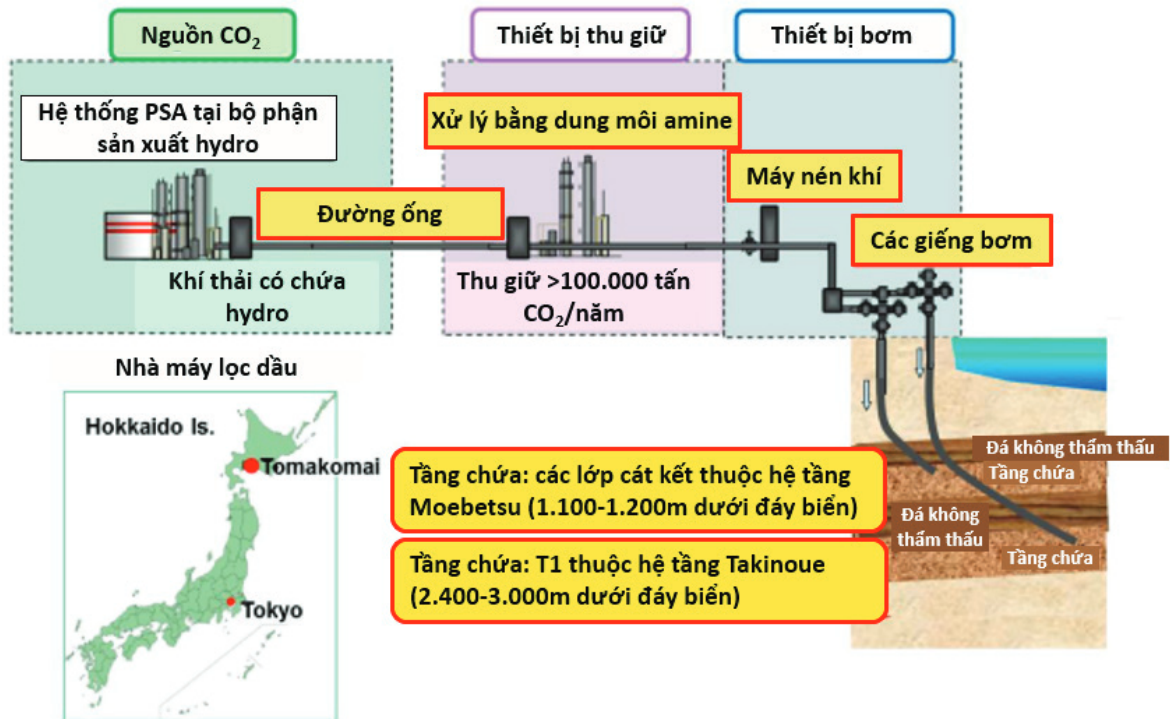 Nguồn CO₂
Thiết bị thu giữ
Thiết bị bơm
Hệ thống PSA tại bộ phận
sản xuất hydro
Xử lý bằng dung môi amine
Máy nén khí
Đường ống
Các giếng bơm
Khí thải có chứa
hydro
Thu giữ >100.000 tấn
CO₂/năm
Nhà máy lọc dầu
Hokkaido Is.
Tomakomai
Tokyo
Tầng chứa: các lớp cát kết thuộc hệ tầng
Moebetsu (1.100-1.200m dưới đáy biển)
Tầng chứa: T1 thuộc hệ tầng Takinoue
(2.400-3.000m dưới đáy biển)
Đá không thẩm thấu
Tầng chứa
Đá không
thẩm thấu
Tầng chứa